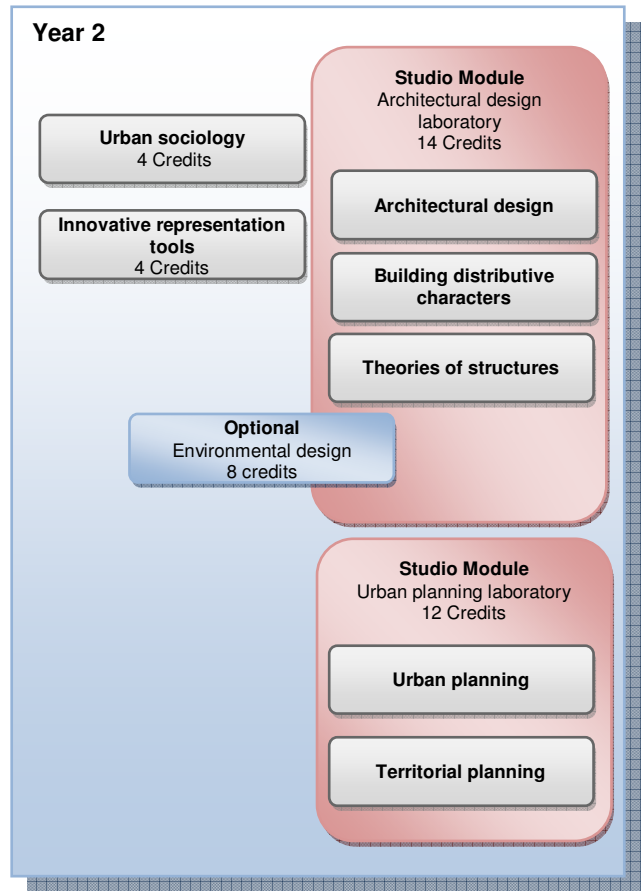 Year 2
Urban sociology
4 Credits
Innovative representation
tools
4 Credits
Studio Module
Architectural design
laboratory
14 Credits
Architectural design
Building distributive
characters
Theories of structures
Optional
Environmental design
8 credits
Studio Module
Urban planning laboratory
12 Credits
Urban planning
Territorial planning